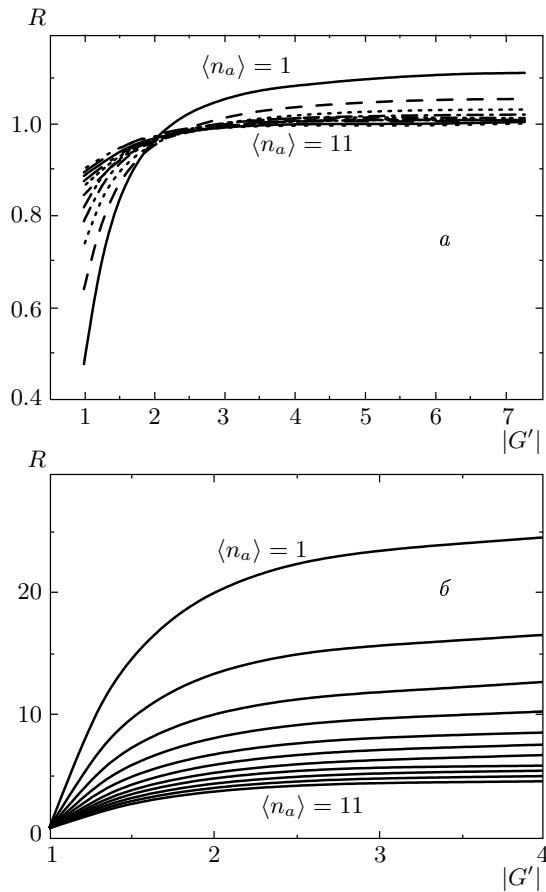 R
⟨n_a⟩ = 1
1.0
⟨n_a⟩ = 11
0.8
а
0.6
0.4
1 2 3 4 5 6 7
|G′|
R
⟨n_a⟩ = 1
20
б
10
⟨n_a⟩ = 11
0
1 2 3 4
|G′|